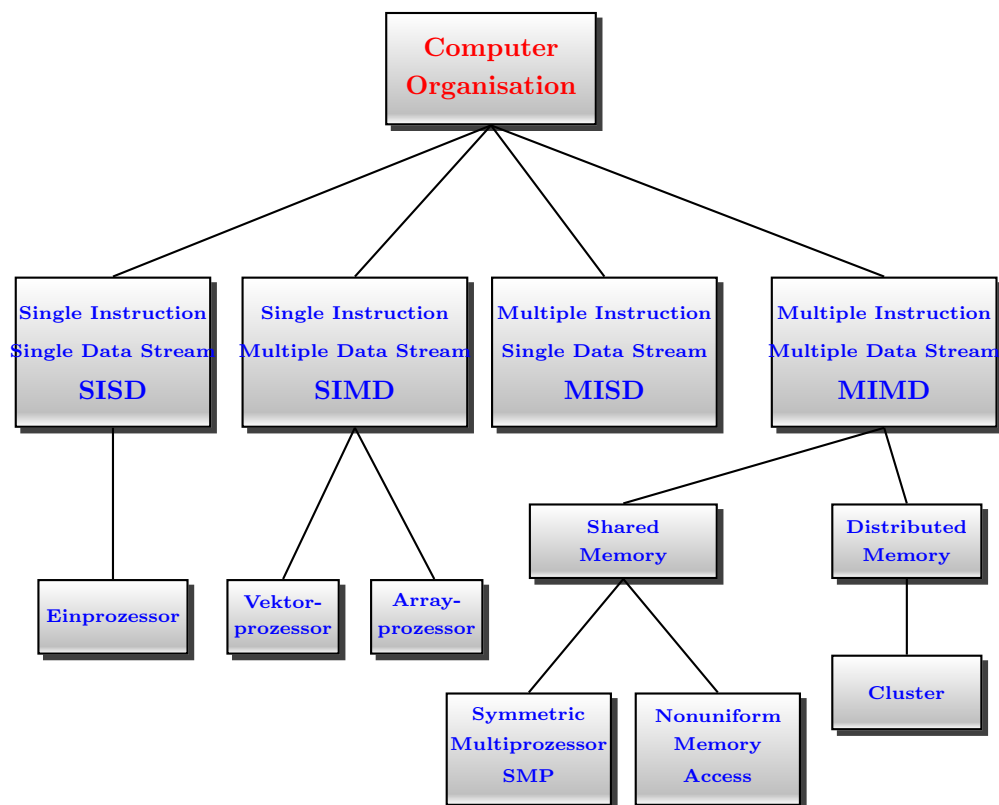 Computer
Organisation
Single Instruction
Single Data Stream
SISD
Single Instruction
Multiple Data Stream
SIMD
Multiple Instruction
Single Data Stream
MISD
Multiple Instruction
Multiple Data Stream
MIMD
Shared
Memory
Distributed
Memory
Einprozessor
Vektor-
prozessor
Array-
prozessor
Cluster
Symmetric
Multiprozessor
SMP
Nonuniform
Memory
Access